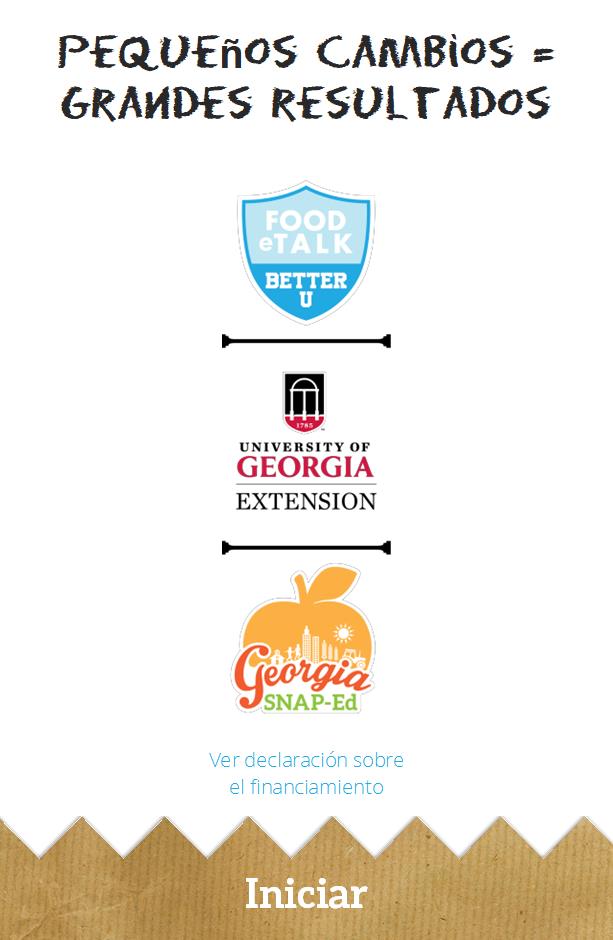 PEQUEÑOS CAMBIOS =
GRANDES RESULTADOS
FOOD
eTALK
BETTER
U
1785
UNIVERSITY OF
GEORGIA
EXTENSION
Georgia
SNAP-Ed
Ver declaración sobre
el financiamiento
Iniciar